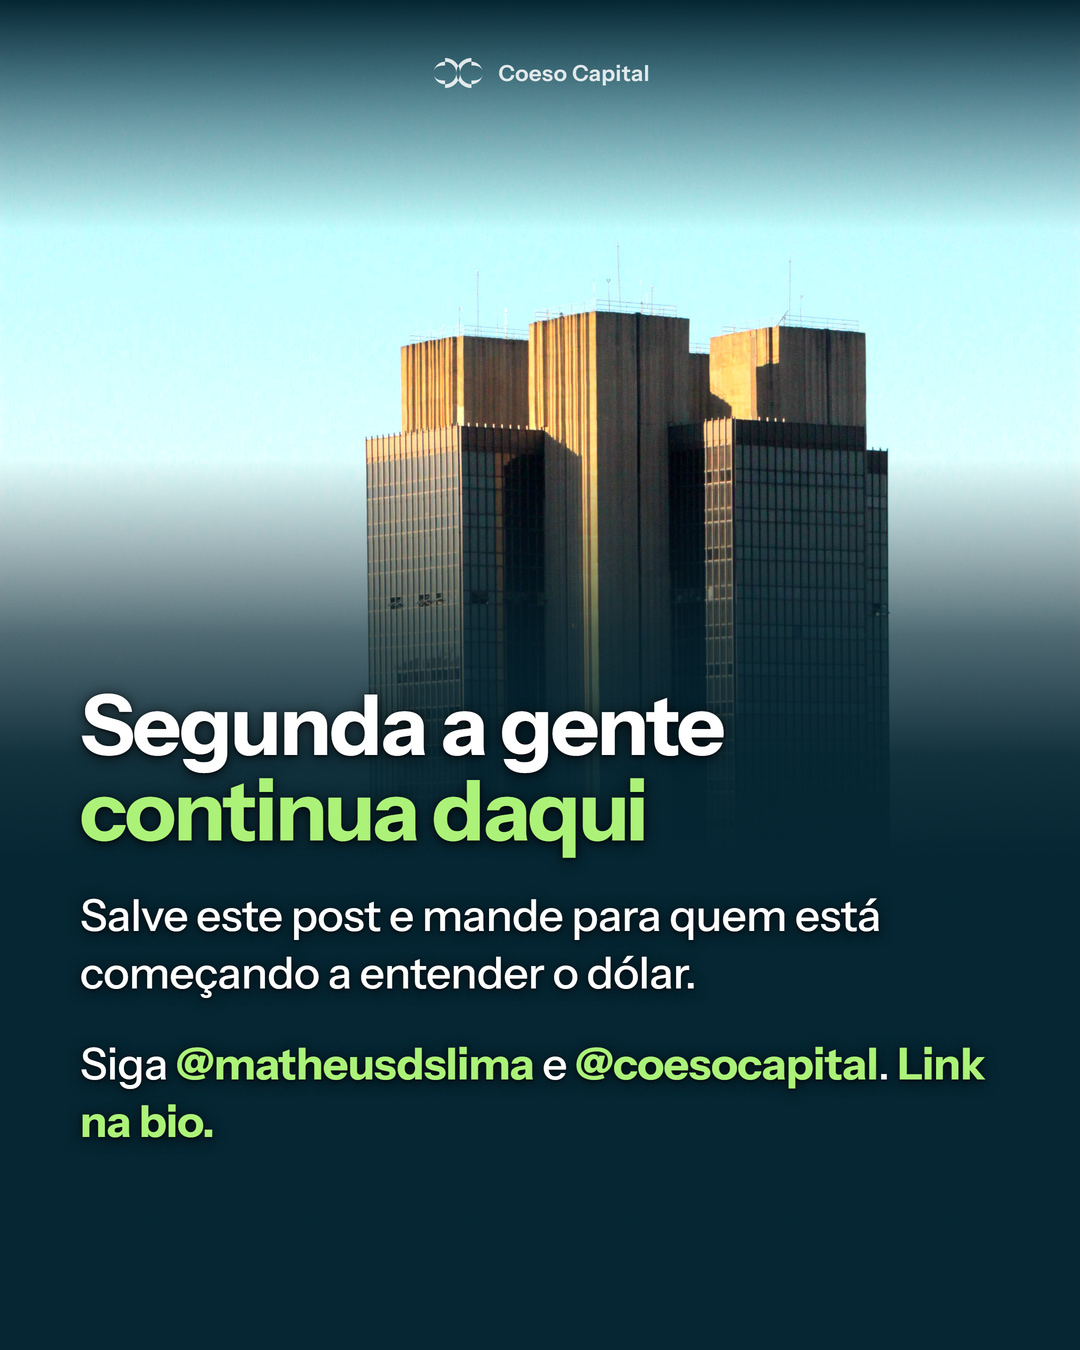 Coeso Capital
Segunda a gente
continua daqui
Salve este post e mande para quem está
começando a entender o dólar.
Siga @matheusdslima e @coesocapital. Link
na bio.